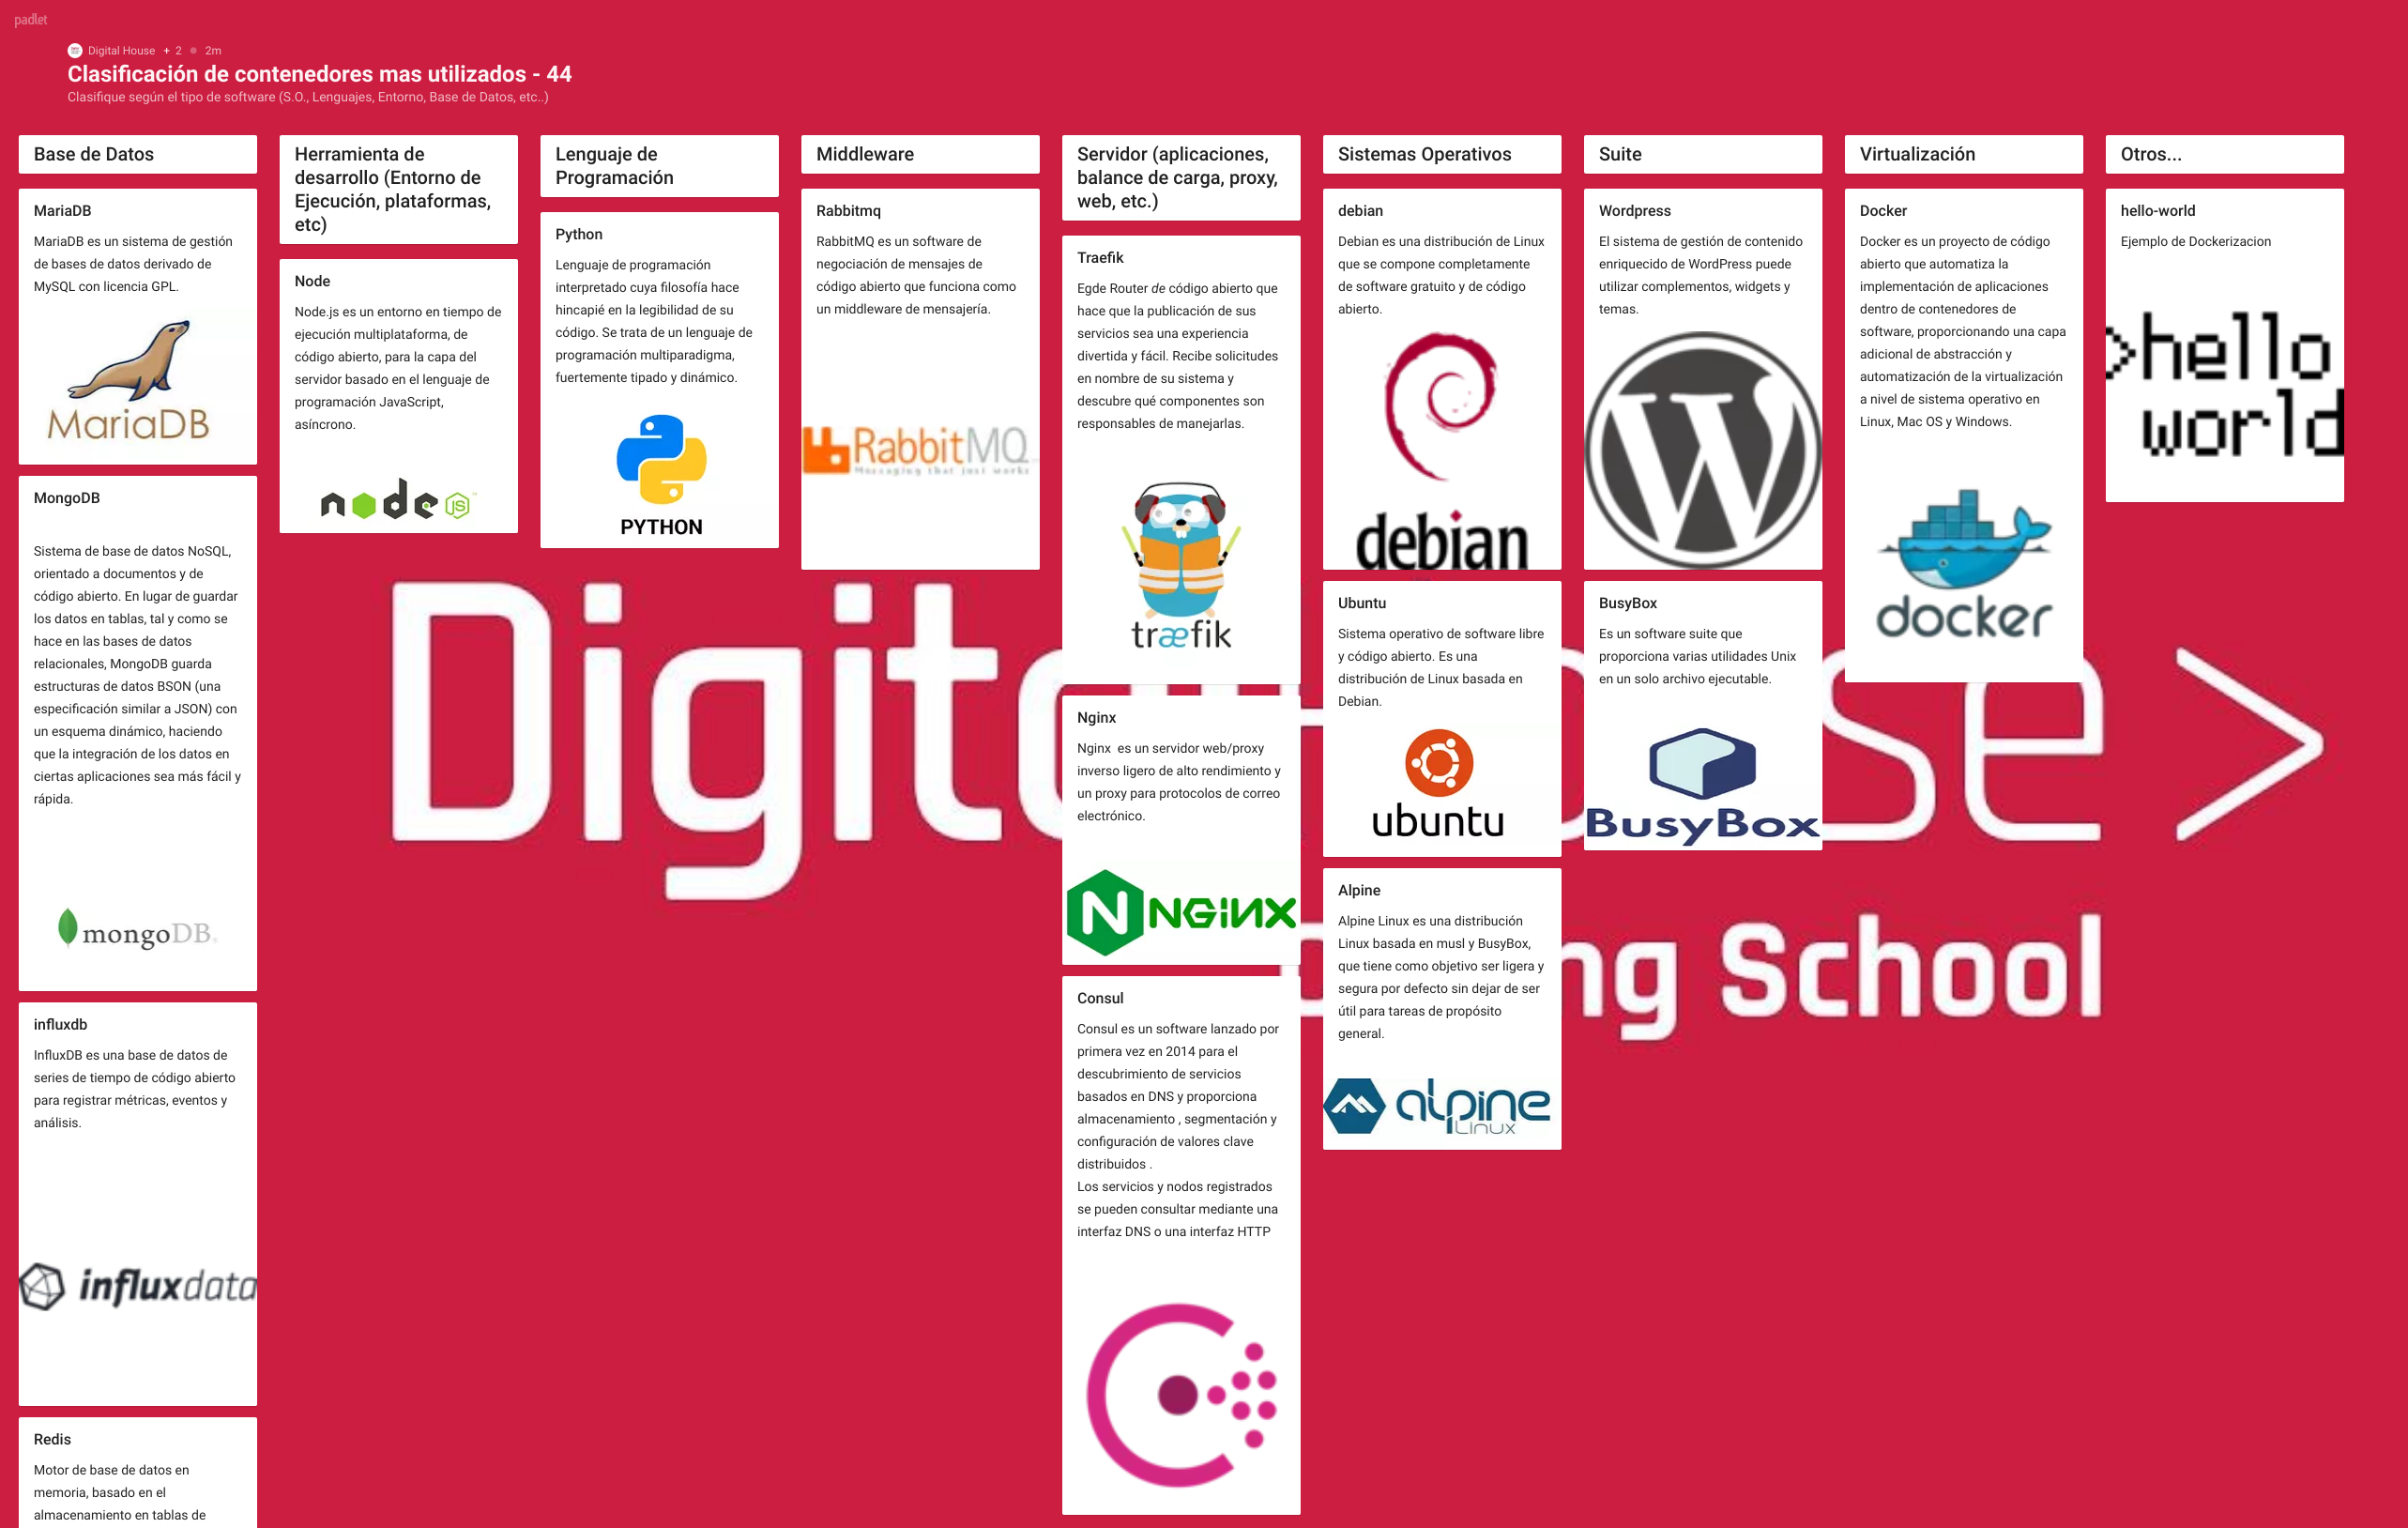 padlet
Digital House + 2 2m
Clasificación de contenedores mas utilizados - 44
Clasifique según el tipo de software (S.O., Lenguajes, Entorno, Base de Datos, etc..)
Base de Datos
MariaDB
MariaDB es un sistema de gestión
de bases de datos derivado de
MySQL con licencia GPL.
MariaDB
MongoDB
Sistema de base de datos NoSQL,
orientado a documentos y de
código abierto. En lugar de guardar
los datos en tablas, tal y como se
hace en las bases de datos
relacionales, MongoDB guarda
estructuras de datos BSON (una
especificación similar a JSON) con
un esquema dinámico, haciendo
que la integración de los datos en
ciertas aplicaciones sea más fácil y
rápida.
mongoDB
influxdb
InfluxDB es una base de datos de
series de tiempo de código abierto
para registrar métricas, eventos y
análisis.
influxdata
Redis
Motor de base de datos en
memoria, basado en el
almacenamiento en tablas de
Herramienta de
desarrollo (Entorno de
Ejecución, plataformas,
etc)
Node
Node.js es un entorno en tiempo de
ejecución multiplataforma, de
código abierto, para la capa del
servidor basado en el lenguaje de
programación JavaScript,
asíncrono.
node JS
Lenguaje de
Programación
Python
Lenguaje de programación
interpretado cuya filosofía hace
hincapié en la legibilidad de su
código. Se trata de un lenguaje de
programación multiparadigma,
fuertemente tipado y dinámico.
PYTHON
Middleware
Rabbitmq
RabbitMQ es un software de
negociación de mensajes de
código abierto que funciona como
un middleware de mensajería.
RabbitMQ
Messaging that just works
Servidor (aplicaciones,
balance de carga, proxy,
web, etc.)
Traefik
Egde Router de código abierto que
hace que la publicación de sus
servicios sea una experiencia
divertida y fácil. Recibe solicitudes
en nombre de su sistema y
descubre qué componentes son
responsables de manejarlas.
træfik
Nginx
Nginx  es un servidor web/proxy
inverso ligero de alto rendimiento y
un proxy para protocolos de correo
electrónico.
N NGiNX
Consul
Consul es un software lanzado por
primera vez en 2014 para el
descubrimiento de servicios
basados en DNS y proporciona
almacenamiento , segmentación y
configuración de valores clave
distribuidos .
Los servicios y nodos registrados
se pueden consultar mediante una
interfaz DNS o una interfaz HTTP
Sistemas Operativos
debian
Debian es una distribución de Linux
que se compone completamente
de software gratuito y de código
abierto.
debian
Ubuntu
Sistema operativo de software libre
y código abierto. Es una
distribución de Linux basada en
Debian.
ubuntu
Alpine
Alpine Linux es una distribución
Linux basada en musl y BusyBox,
que tiene como objetivo ser ligera y
segura por defecto sin dejar de ser
útil para tareas de propósito
general.
alpine
Linux
Suite
Wordpress
El sistema de gestión de contenido
enriquecido de WordPress puede
utilizar complementos, widgets y
temas.
W
BusyBox
Es un software suite que
proporciona varias utilidades Unix
en un solo archivo ejecutable.
BusyBox
Virtualización
Docker
Docker es un proyecto de código
abierto que automatiza la
implementación de aplicaciones
dentro de contenedores de
software, proporcionando una capa
adicional de abstracción y
automatización de la virtualización
a nivel de sistema operativo en
Linux, Mac OS y Windows.
docker
Otros...
hello-world
Ejemplo de Dockerizacion
>hello
world
Digit se >
ng School